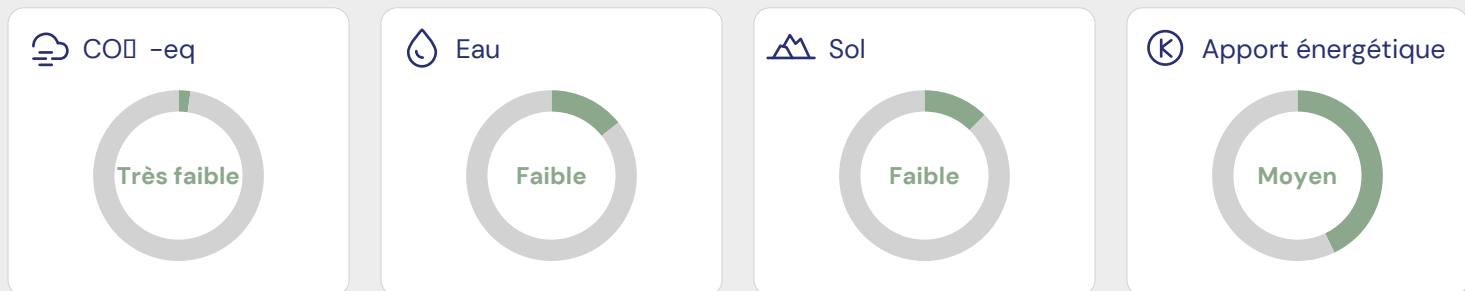 CO▯ -eq
Eau
Sol
Apport énergétique
Très faible
Faible
Faible
Moyen